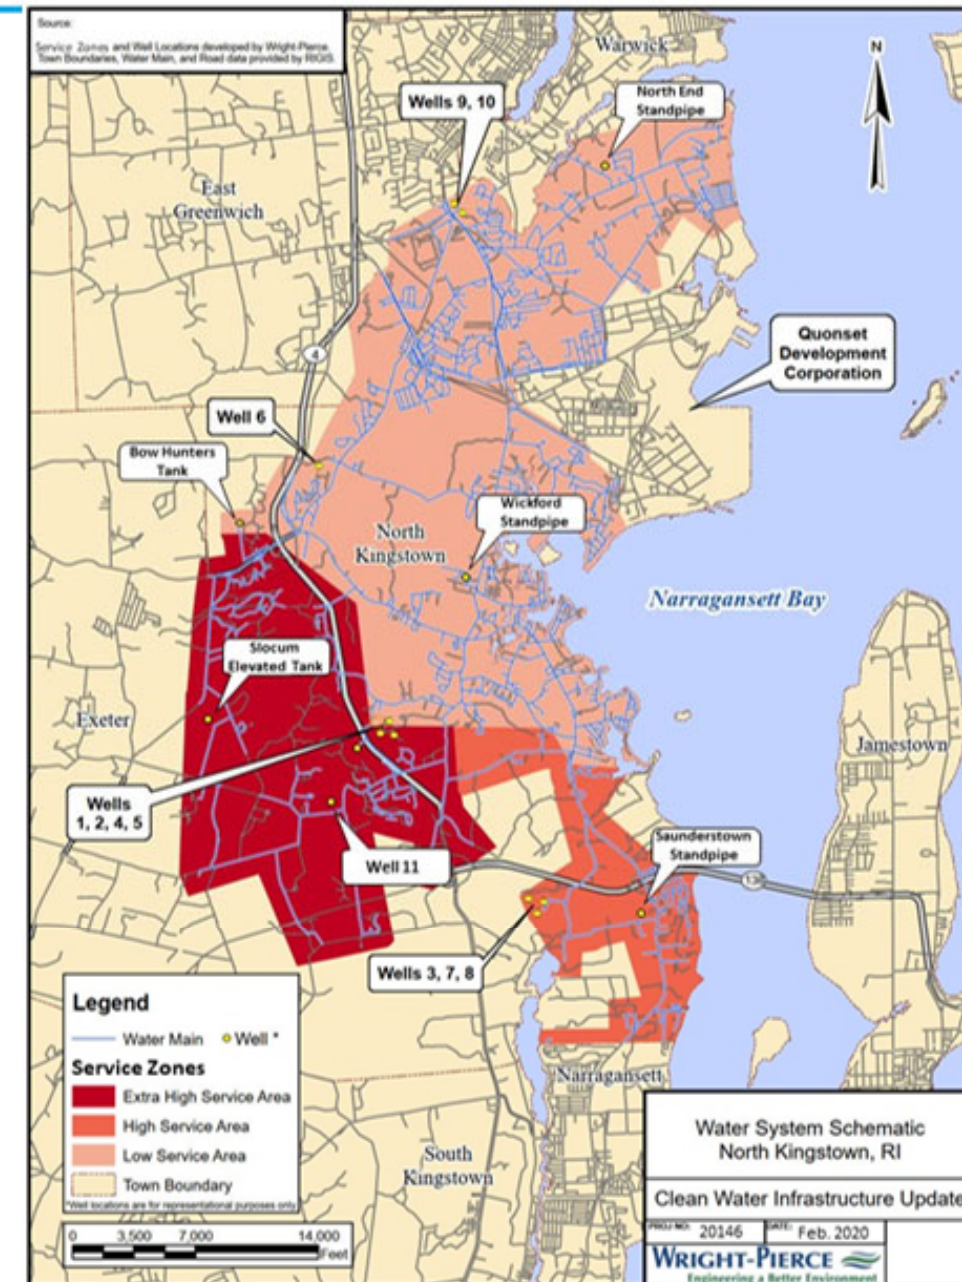 Source:
Service Zones and Well Locations developed by Wright-Pierce.
Town Boundaries, Water Main, and Road data provided by RIGIS.
Warwick
N
Wells 9, 10
North End
Standpipe
East
Greenwich
Quonset
Development
Corporation
4
Well 6
Bow Hunters
Tank
Wickford
Standpipe
North
Kingstown
Narragansett Bay
Slocum
Elevated Tank
Exeter
Jamestown
Wells
1, 2, 4, 5
Saunderstown
Standpipe
Well 11
138
Wells 3, 7, 8
Legend
Water Main
Well *
Service Zones
Extra High Service Area
High Service Area
Low Service Area
Town Boundary
*Well locations are for representational purposes only
0 3,500 7,000 14,000
Feet
Narragansett
South
Kingstown
Water System Schematic
North Kingstown, RI
Clean Water Infrastructure Update
PROJ NO: 20146 DATE: Feb. 2020
WRIGHT-PIERCE
Engineering a Better Environment